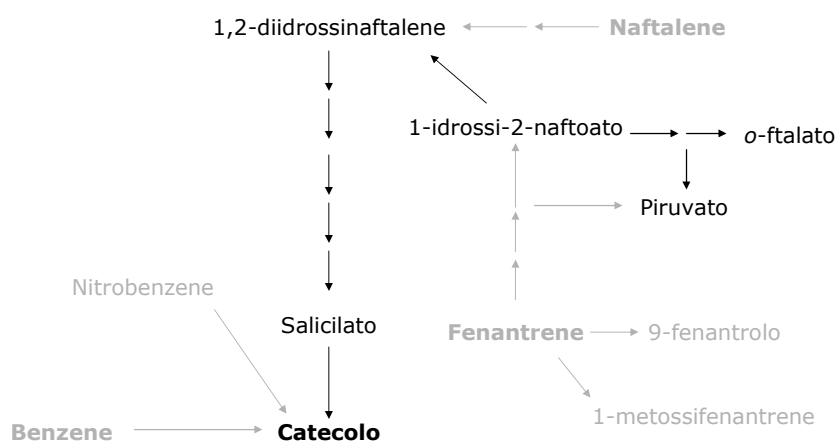 1,2-diidrossinaftalene
Naftalene
1-idrossi-2-naftoato
o-ftalato
Piruvato
Nitrobenzene
Salicilato
Fenantrene
9-fenantrolo
1-metossifenantrene
Benzene
Catecolo